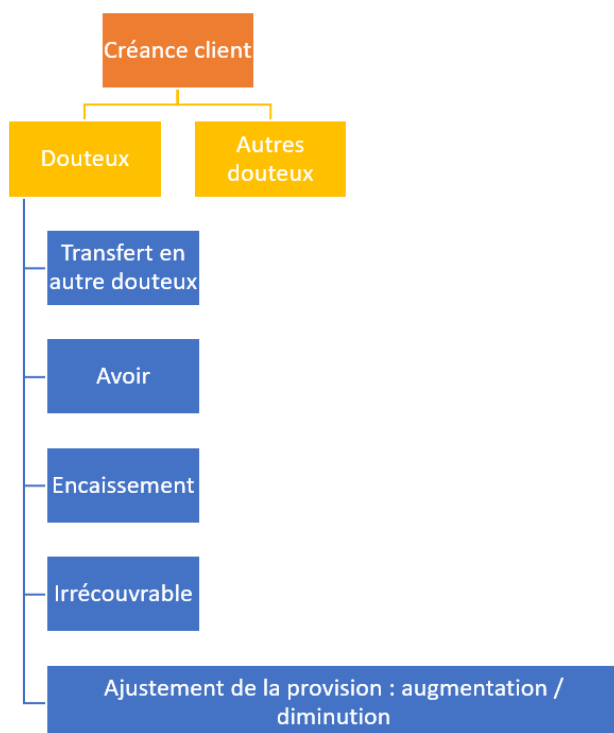 Créance client
Douteux
Autres
douteux
Transfert en
autre douteux
Avoir
Encaissement
Irrécouvrable
Ajustement de la provision : augmentation /
diminution